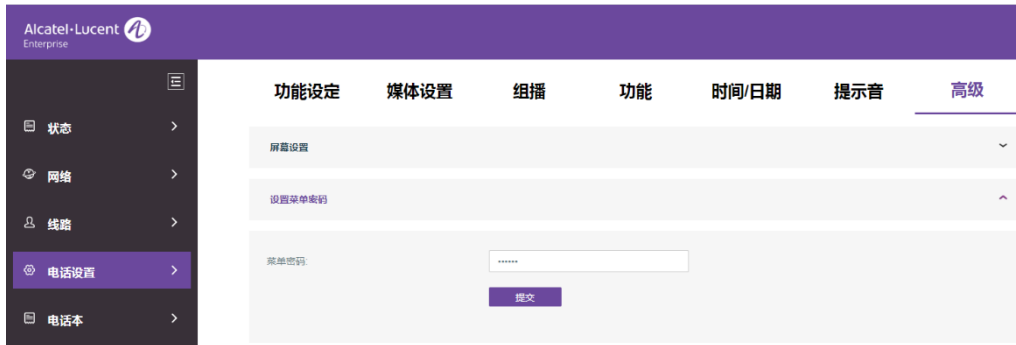 Alcatel·Lucent
Enterprise
功能设定 媒体设置 组播 功能 时间/日期 提示音 高级
状态
网络
线路
电话设置
电话本
屏幕设置
设置菜单密码
菜单密码:
······
提交